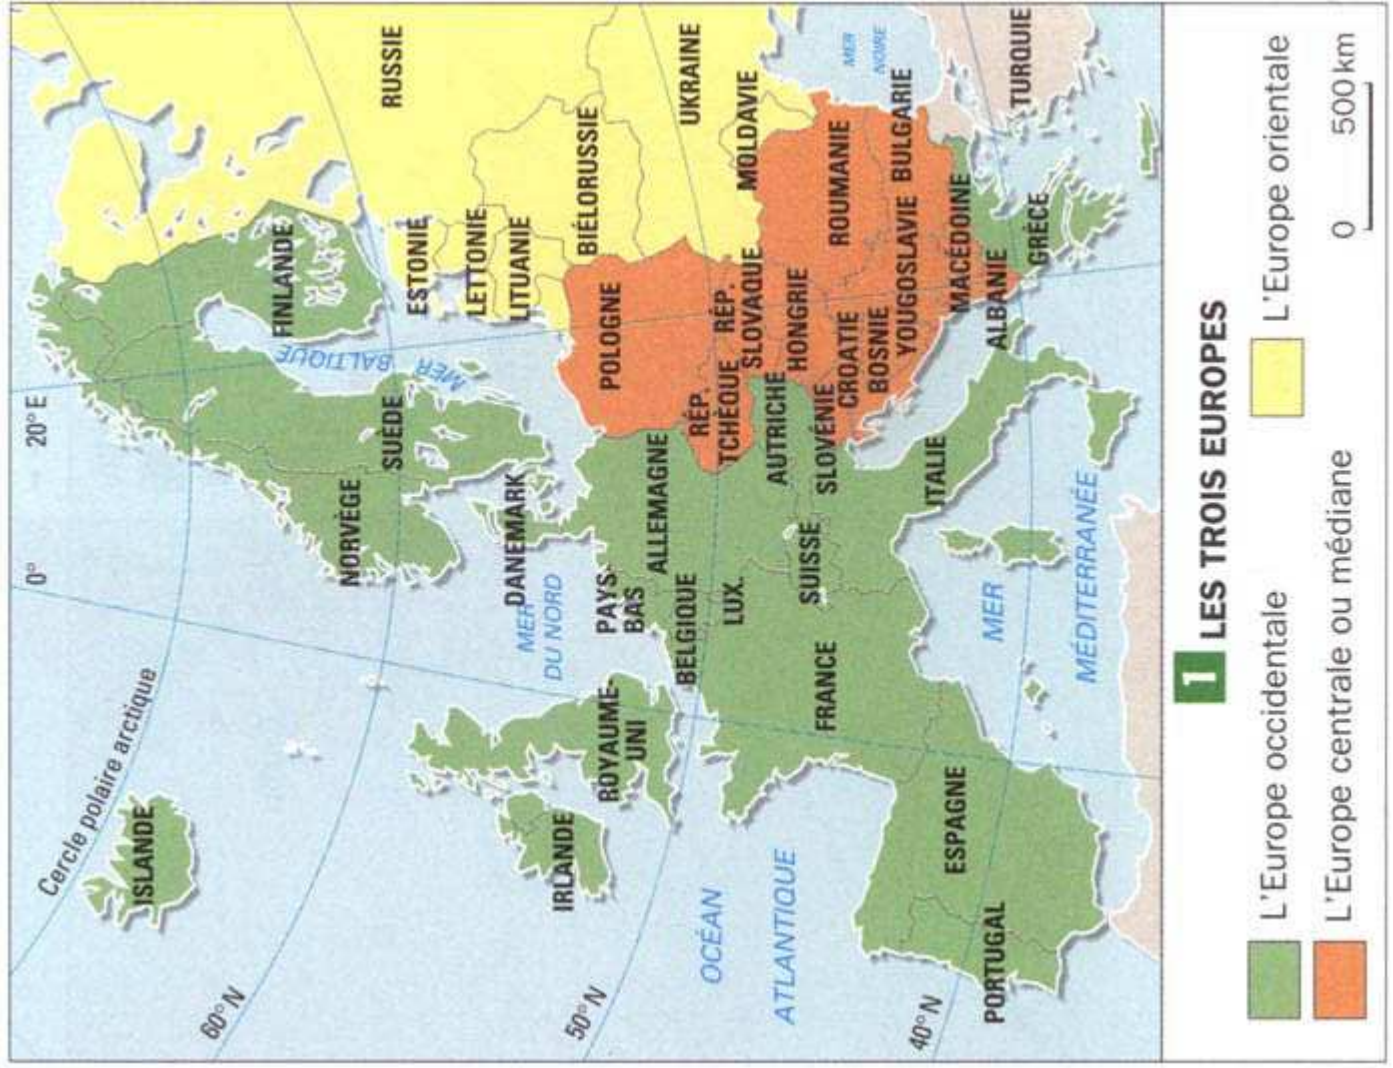 Cercle polaire arctique
0°
20° E
60° N
50° N
40° N
ISLANDE
NORVÈGE
SUÈDE
FINLANDE
RUSSIE
MER
BALTIQUE
ESTONIE
LETTONIE
LITUANIE
BIÉLORUSSIE
DANEMARK
MER
DU NORD
IRLANDE
ROYAUME-
UNI
PAYS-
BAS
BELGIQUE
LUX.
ALLEMAGNE
POLOGNE
RÉP.
TCHÈQUE
RÉP.
SLOVAQUE
UKRAINE
MOLDAVIE
OCÉAN
ATLANTIQUE
FRANCE
SUISSE
AUTRICHE
HONGRIE
SLOVÉNIE
CROATIE
BOSNIE
YOUGOSLAVIE
ROUMANIE
BULGARIE
MER
NOIRE
MACÉDOINE
ALBANIE
GRÈCE
TURQUIE
ITALIE
ESPAGNE
PORTUGAL
MER
MÉDITERRANÉE
1 LES TROIS EUROPES
L'Europe occidentale
L'Europe centrale ou médiane
L'Europe orientale
0 500 km